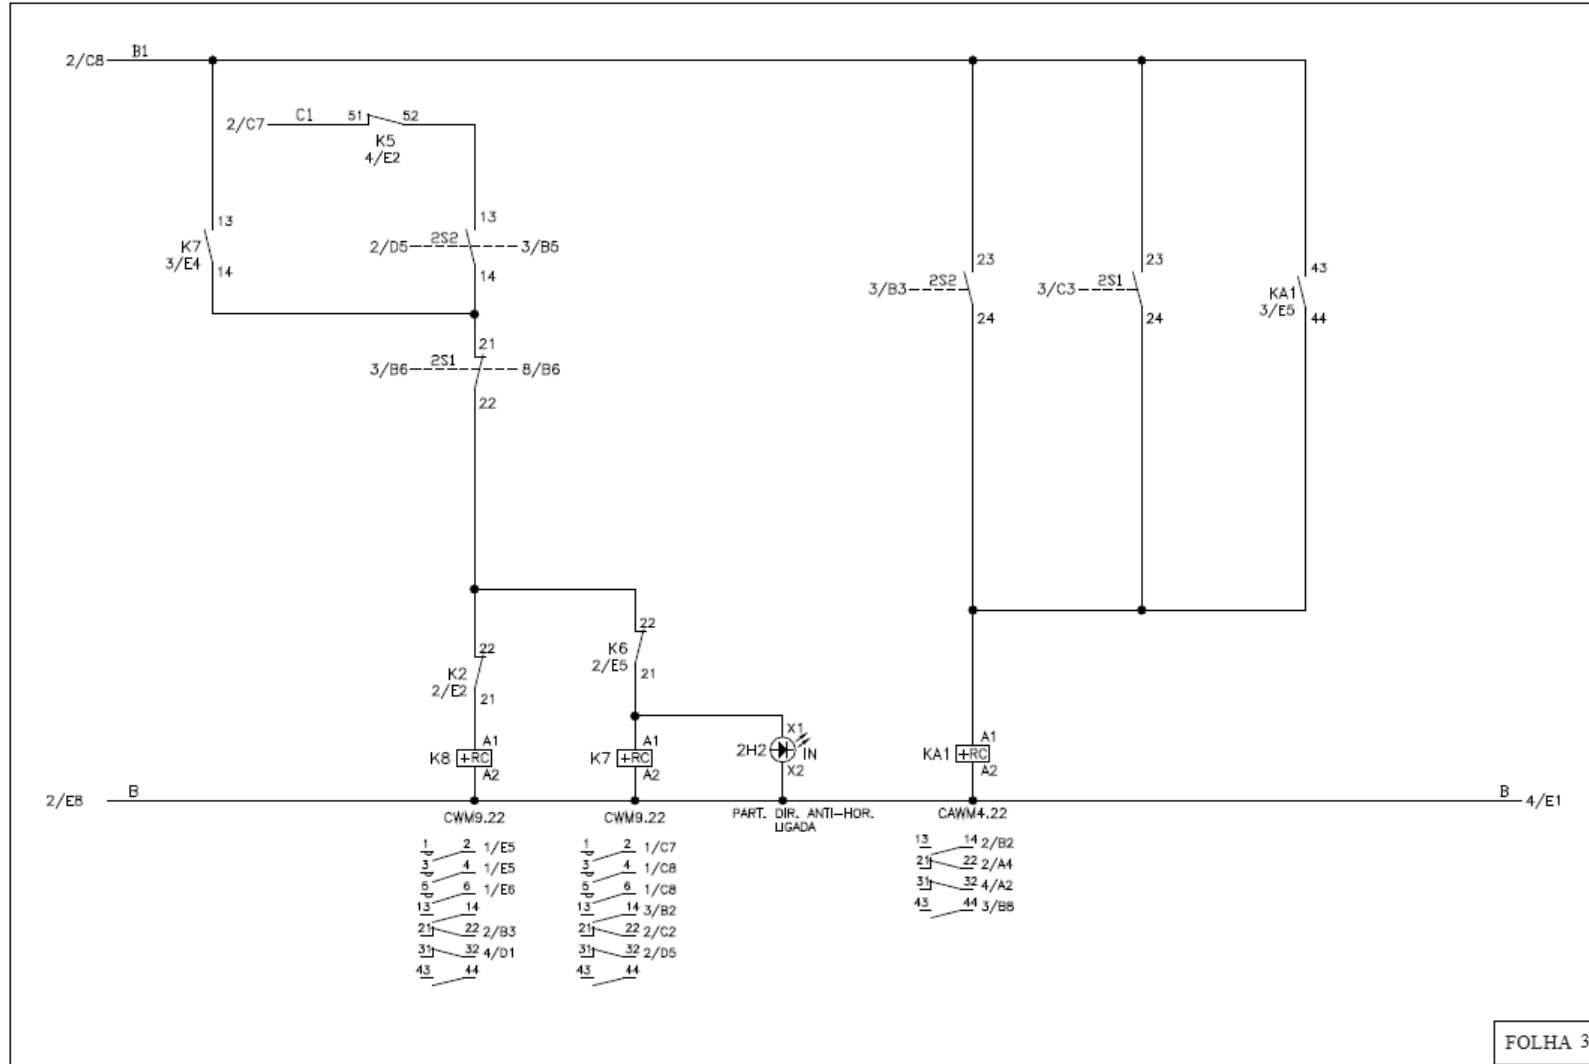 2/C8 B1
2/C7 C1 51 52
K5
4/E2
13
K7
3/E4
14
13
2/D5 2S2 3/B5
14
21
3/B6 2S1 8/B6
22
23
3/B3 2S2
24
23
3/C3 2S1
24
43
KA1
3/E5
44
22
K2
2/E2
21
22
K6
2/E5
21
A1
K8 +RC
A2
A1
K7 +RC
A2
X1
2H2 IN
X2
A1
KA1 +RC
A2
2/E8 B
B 4/E1
CWM9.22
1 2 1/E5
3 4 1/E5
5 6 1/E6
13 14
21 22 2/B3
31 32 4/D1
43 44
CWM9.22
1 2 1/C7
3 4 1/C8
5 6 1/C8
13 14 3/B2
21 22 2/C2
31 32 2/D5
43 44
PART. DIR. ANTI-HOR.
LIGADA
CAWM4.22
13 14 2/B2
21 22 2/A4
31 32 4/A2
43 44 3/B8
FOLHA 3